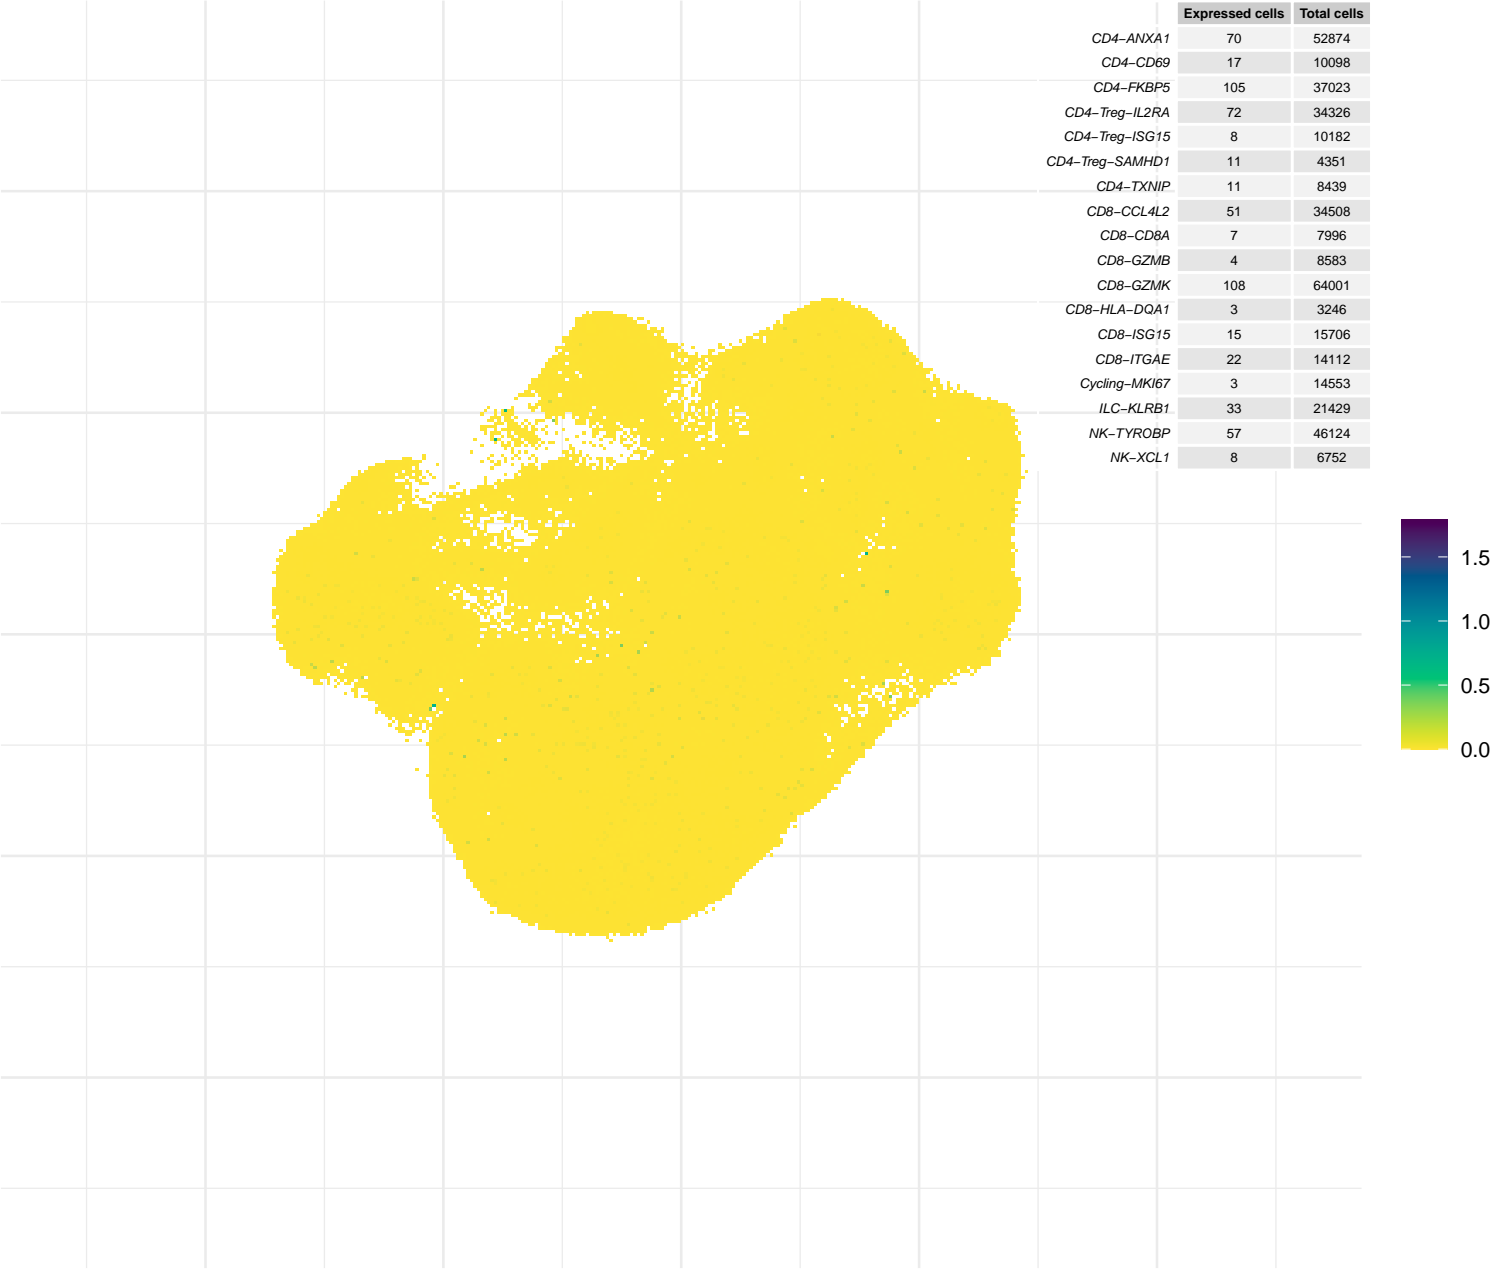 Expressed cells Total cells
CD4−ANXA1 70 52874
CD4−CD69 17 10098
CD4−FKBP5 105 37023
CD4−Treg−IL2RA 72 34326
CD4−Treg−ISG15 8 10182
CD4−Treg−SAMHD1 11 4351
CD4−TXNIP 11 8439
CD8−CCL4L2 51 34508
CD8−CD8A 7 7996
CD8−GZMB 4 8583
CD8−GZMK 108 64001
CD8−HLA−DQA1 3 3246
CD8−ISG15 15 15706
CD8−ITGAE 22 14112
Cycling−MKI67 3 14553
ILC−KLRB1 33 21429
NK−TYROBP 57 46124
NK−XCL1 8 6752
1.5
1.0
0.5
0.0